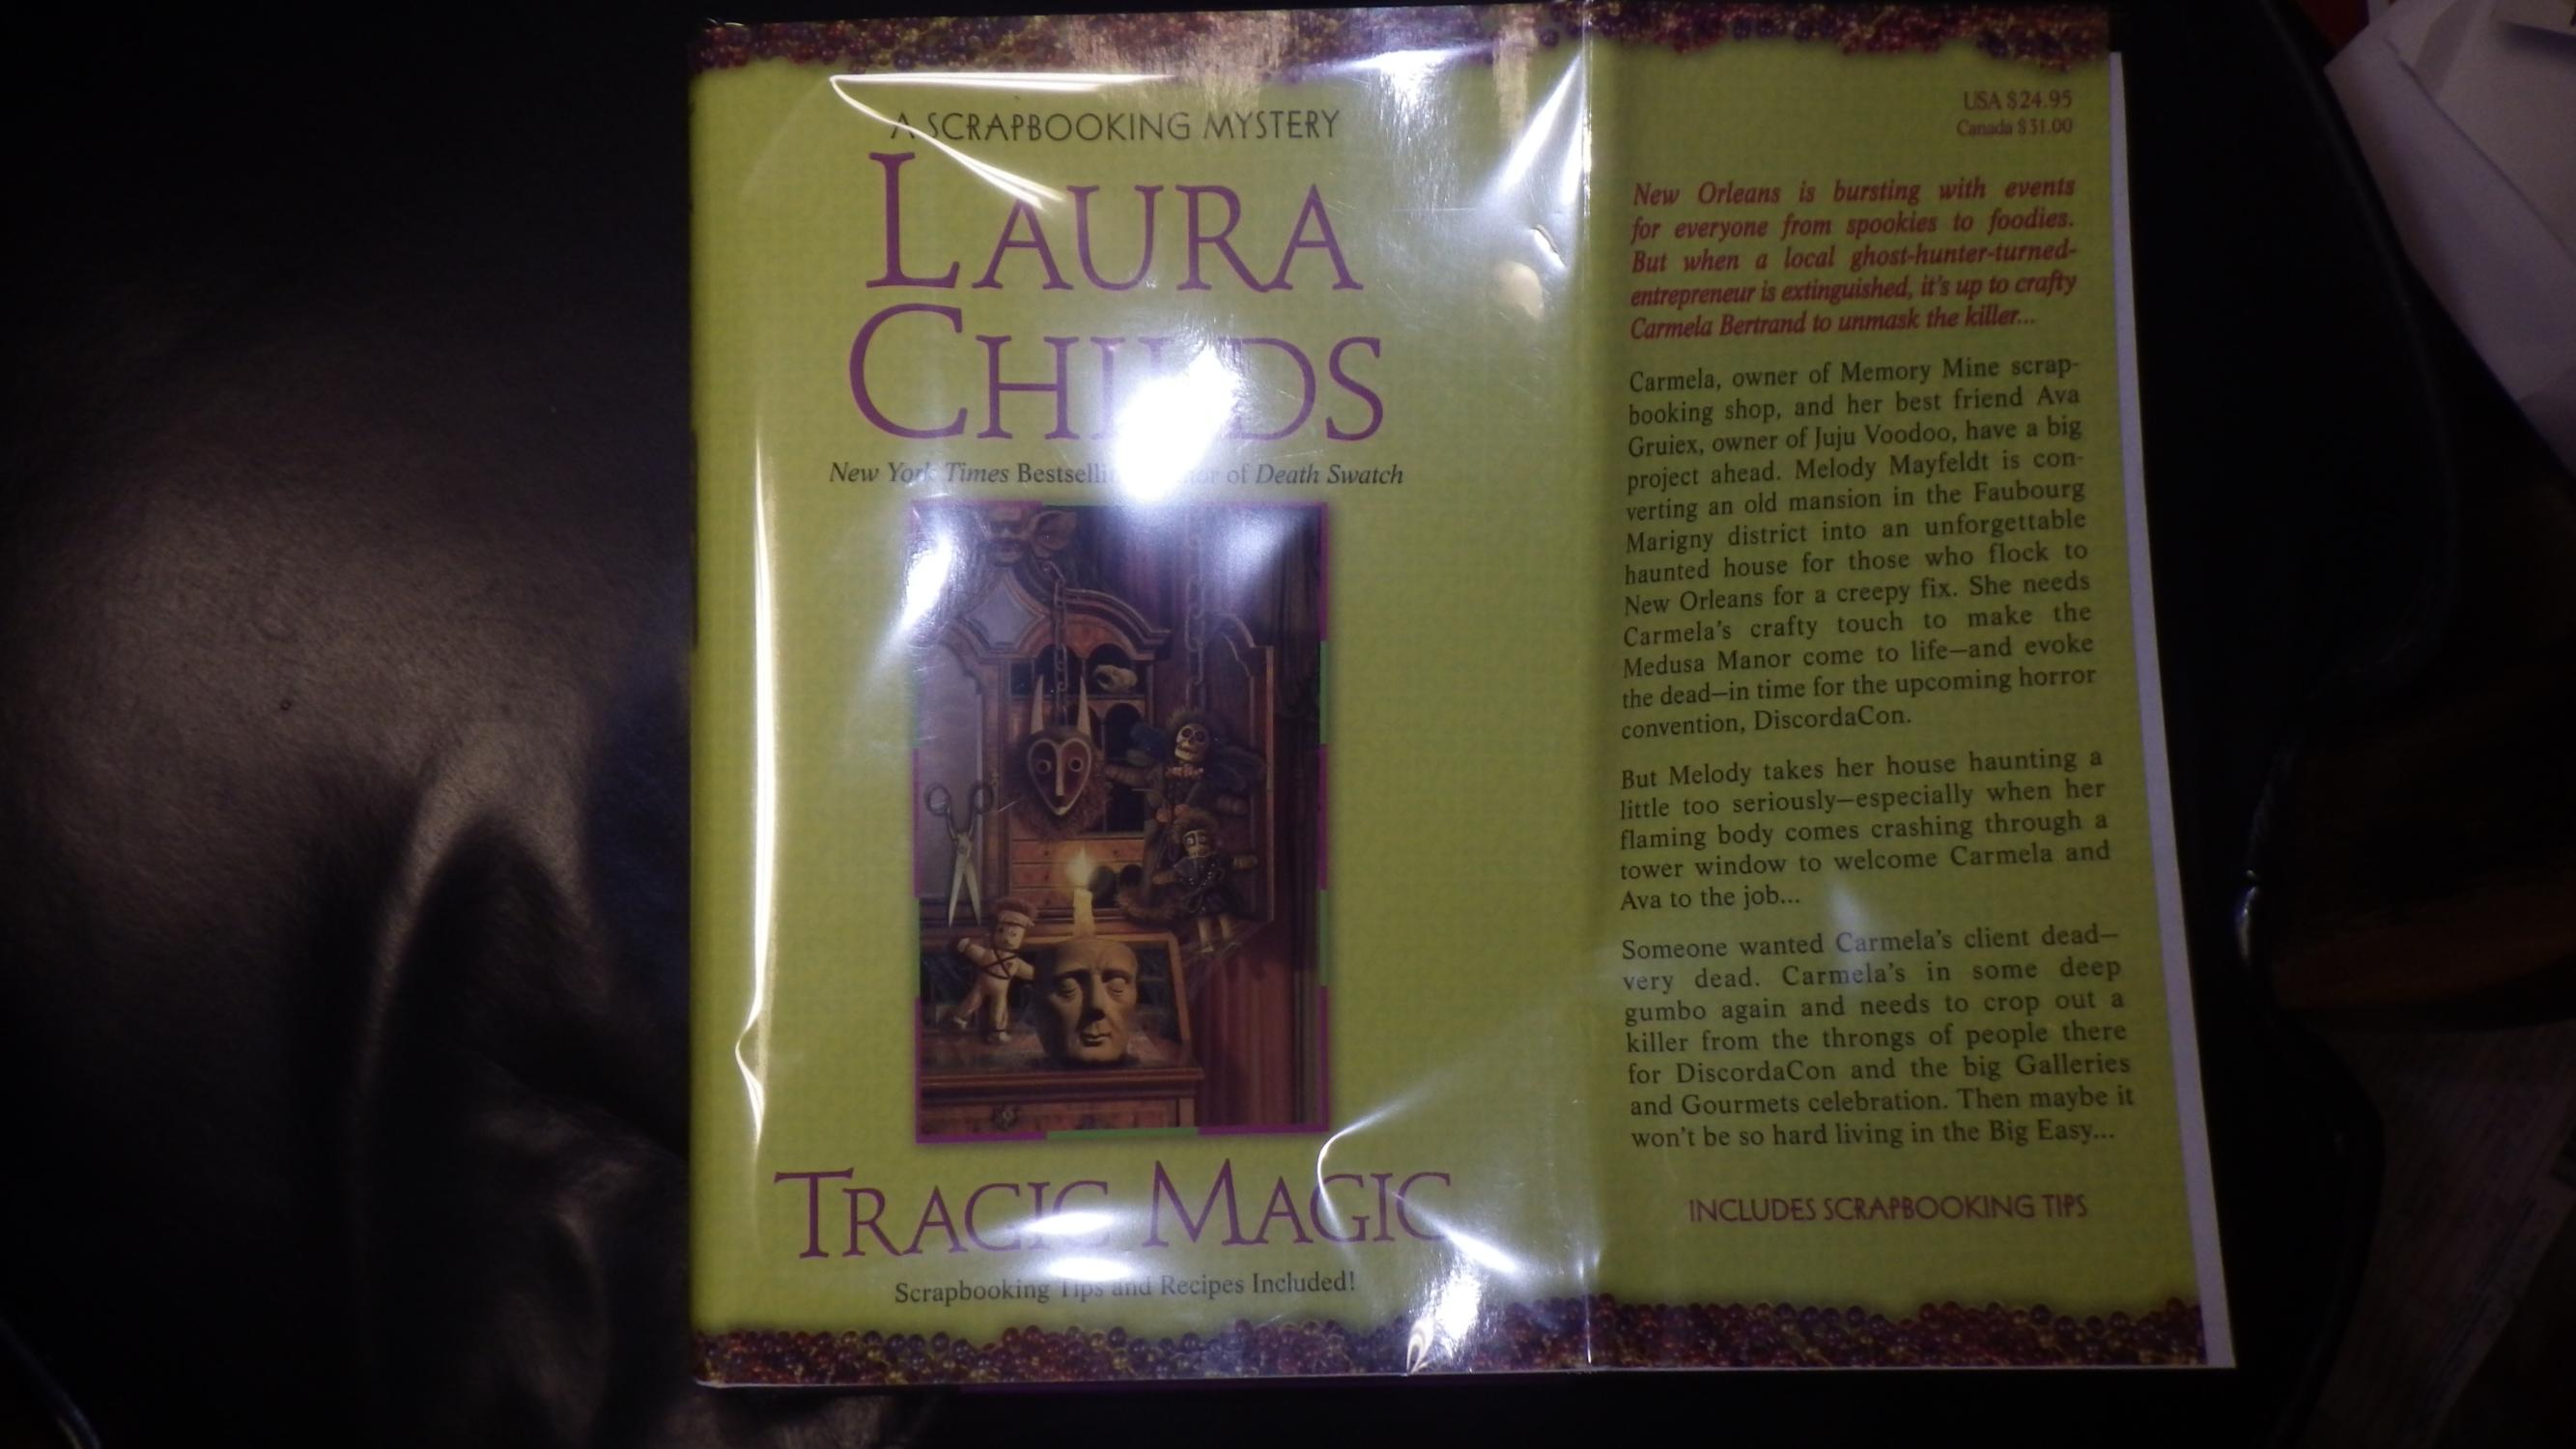 A SCRAPBOOKING MYSTERY
LAURA
CHILDS
New York Times Bestselling Author of Death Swatch
TRAGIC MAGIC
Scrapbooking Tips and Recipes Included!
USA $24.95
Canada $31.00
New Orleans is bursting with events
for everyone from spookies to foodies.
But when a local ghost-hunter-turned-
entrepreneur is extinguished, it's up to crafty
Carmela Bertrand to unmask the killer...
Carmela, owner of Memory Mine scrap-
booking shop, and her best friend Ava
Gruiex, owner of Juju Voodoo, have a big
project ahead. Melody Mayfeldt is con-
verting an old mansion in the Faubourg
Marigny district into an unforgettable
haunted house for those who flock to
New Orleans for a creepy fix. She needs
Carmela's crafty touch to make the
Medusa Manor come to life—and evoke
the dead—in time for the upcoming horror
convention, DiscordaCon.
But Melody takes her house haunting a
little too seriously—especially when her
flaming body comes crashing through a
tower window to welcome Carmela and
Ava to the job...
Someone wanted Carmela's client dead—
very dead. Carmela's in some deep
gumbo again and needs to crop out a
killer from the throngs of people there
for DiscordaCon and the big Galleries
and Gourmets celebration. Then maybe it
won't be so hard living in the Big Easy...
INCLUDES SCRAPBOOKING TIPS